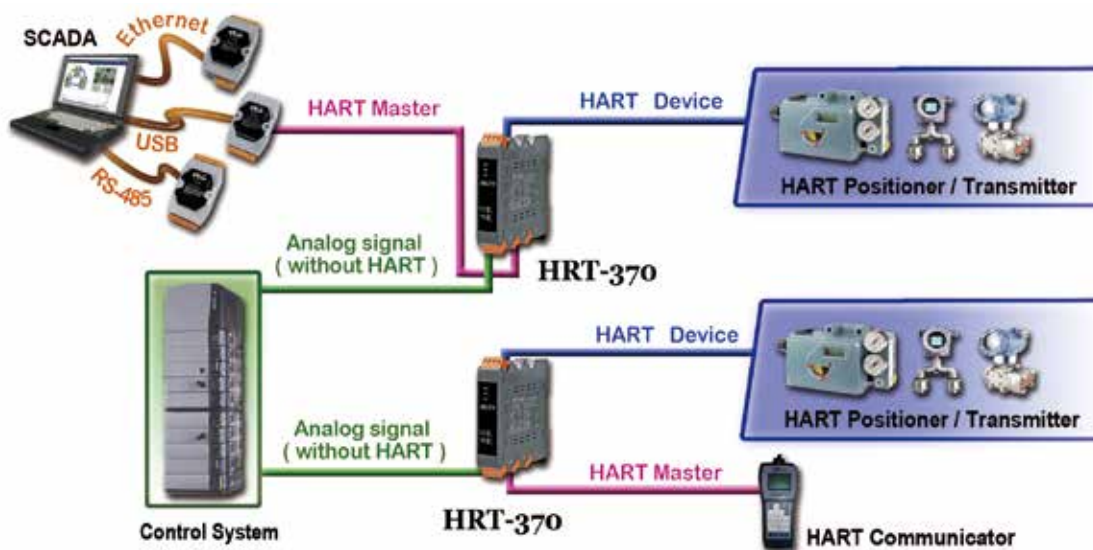 SCADA
Ethernet
USB
RS-485
HART Master
HART Device
HART Positioner / Transmitter
Analog signal
( without HART )
HRT-370
Control System
HART Device
HART Positioner / Transmitter
Analog signal
( without HART )
HRT-370
HART Master
HART Communicator